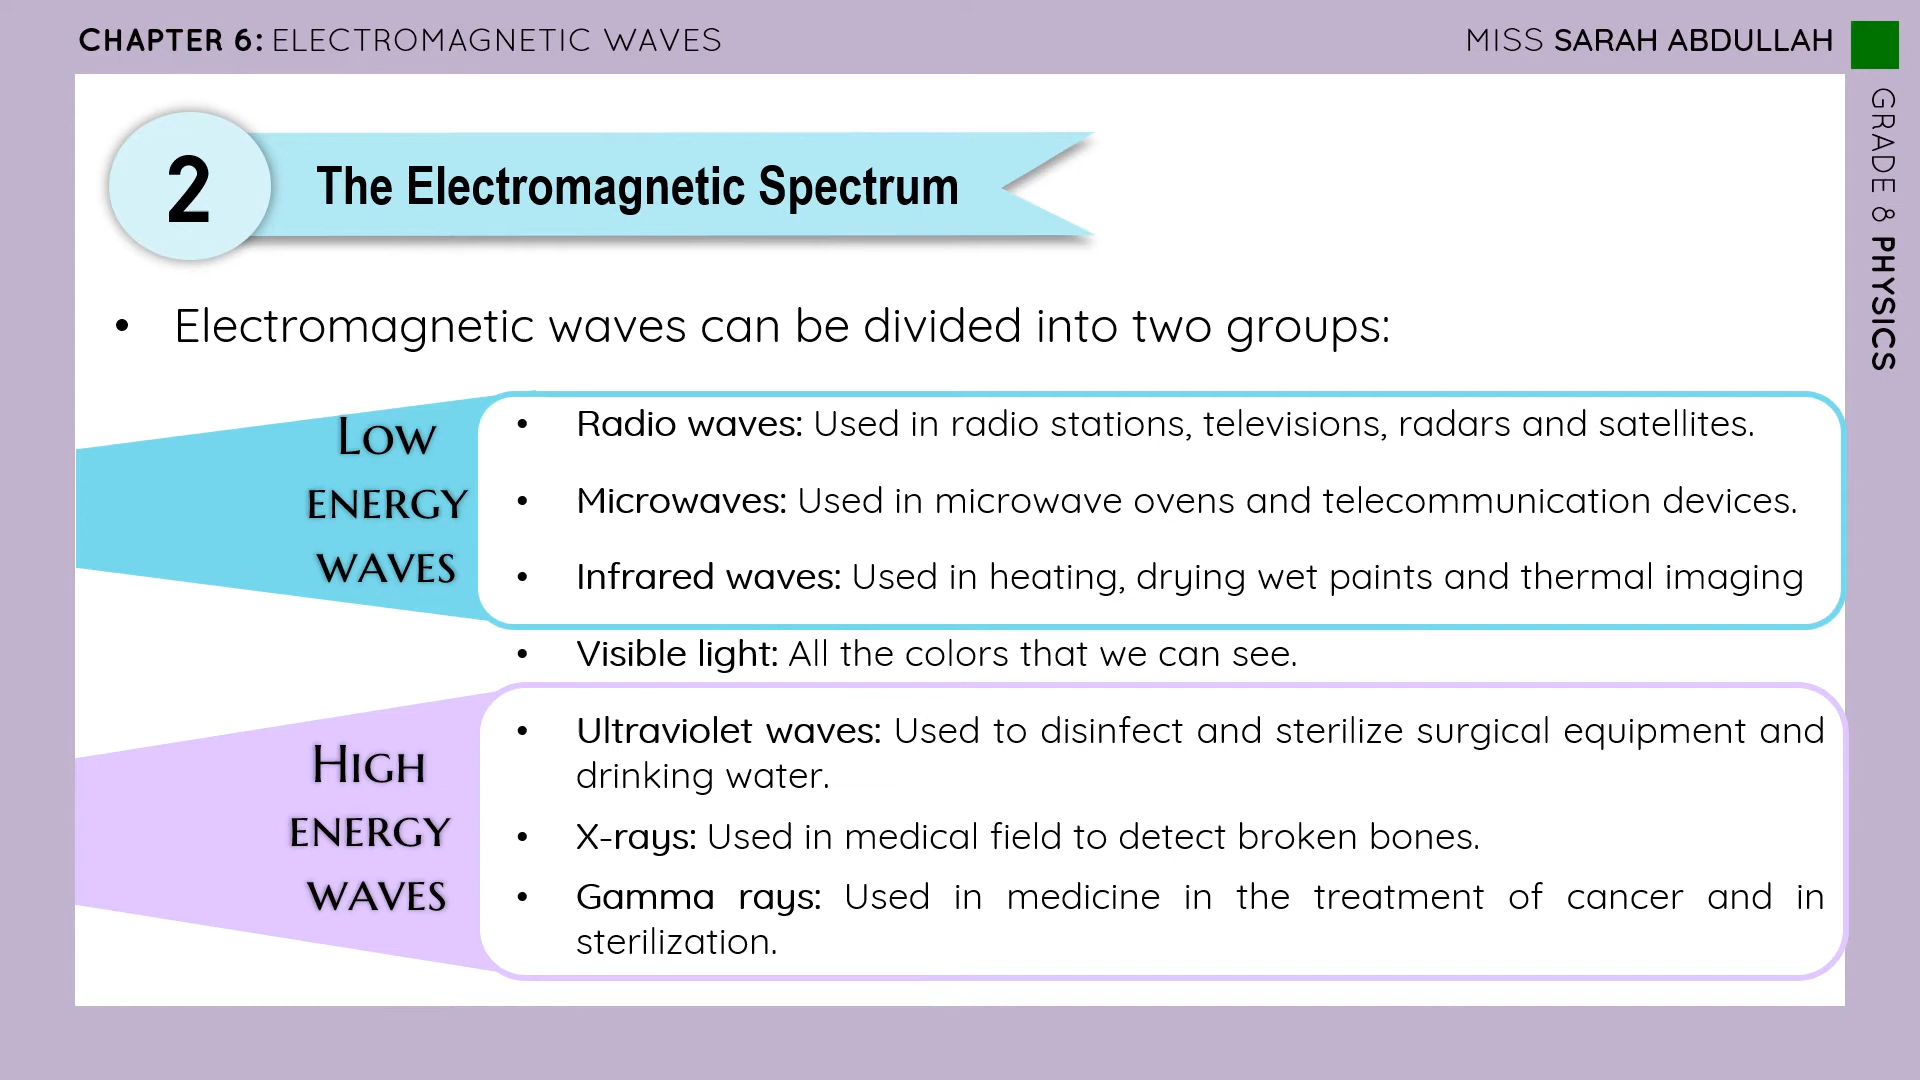 CHAPTER 6: ELECTROMAGNETIC WAVES
MISS SARAH ABDULLAH
GRADE 8 PHYSICS
2
The Electromagnetic Spectrum
• Electromagnetic waves can be divided into two groups:
Low
energy
waves
• Radio waves: Used in radio stations, televisions, radars and satellites.
• Microwaves: Used in microwave ovens and telecommunication devices.
• Infrared waves: Used in heating, drying wet paints and thermal imaging
• Visible light: All the colors that we can see.
High
energy
waves
• Ultraviolet waves: Used to disinfect and sterilize surgical equipment and
drinking water.
• X-rays: Used in medical field to detect broken bones.
• Gamma rays: Used in medicine in the treatment of cancer and in
sterilization.